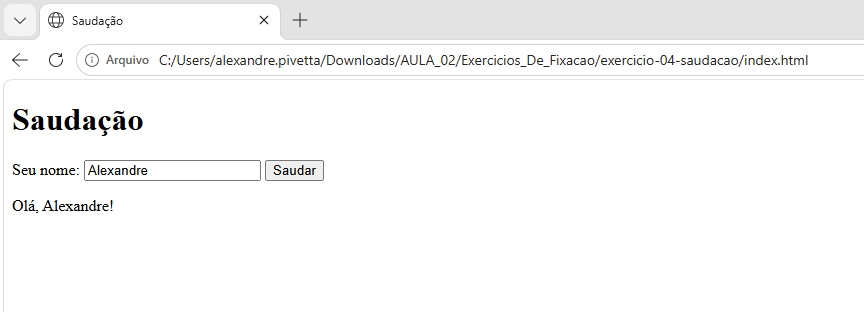 Saudação
Arquivo C:/Users/alexandre.pivetta/Downloads/AULA_02/Exercicios_De_Fixacao/exercicio-04-saudacao/index.html
Saudação
Seu nome: Alexandre Saudar
Olá, Alexandre!